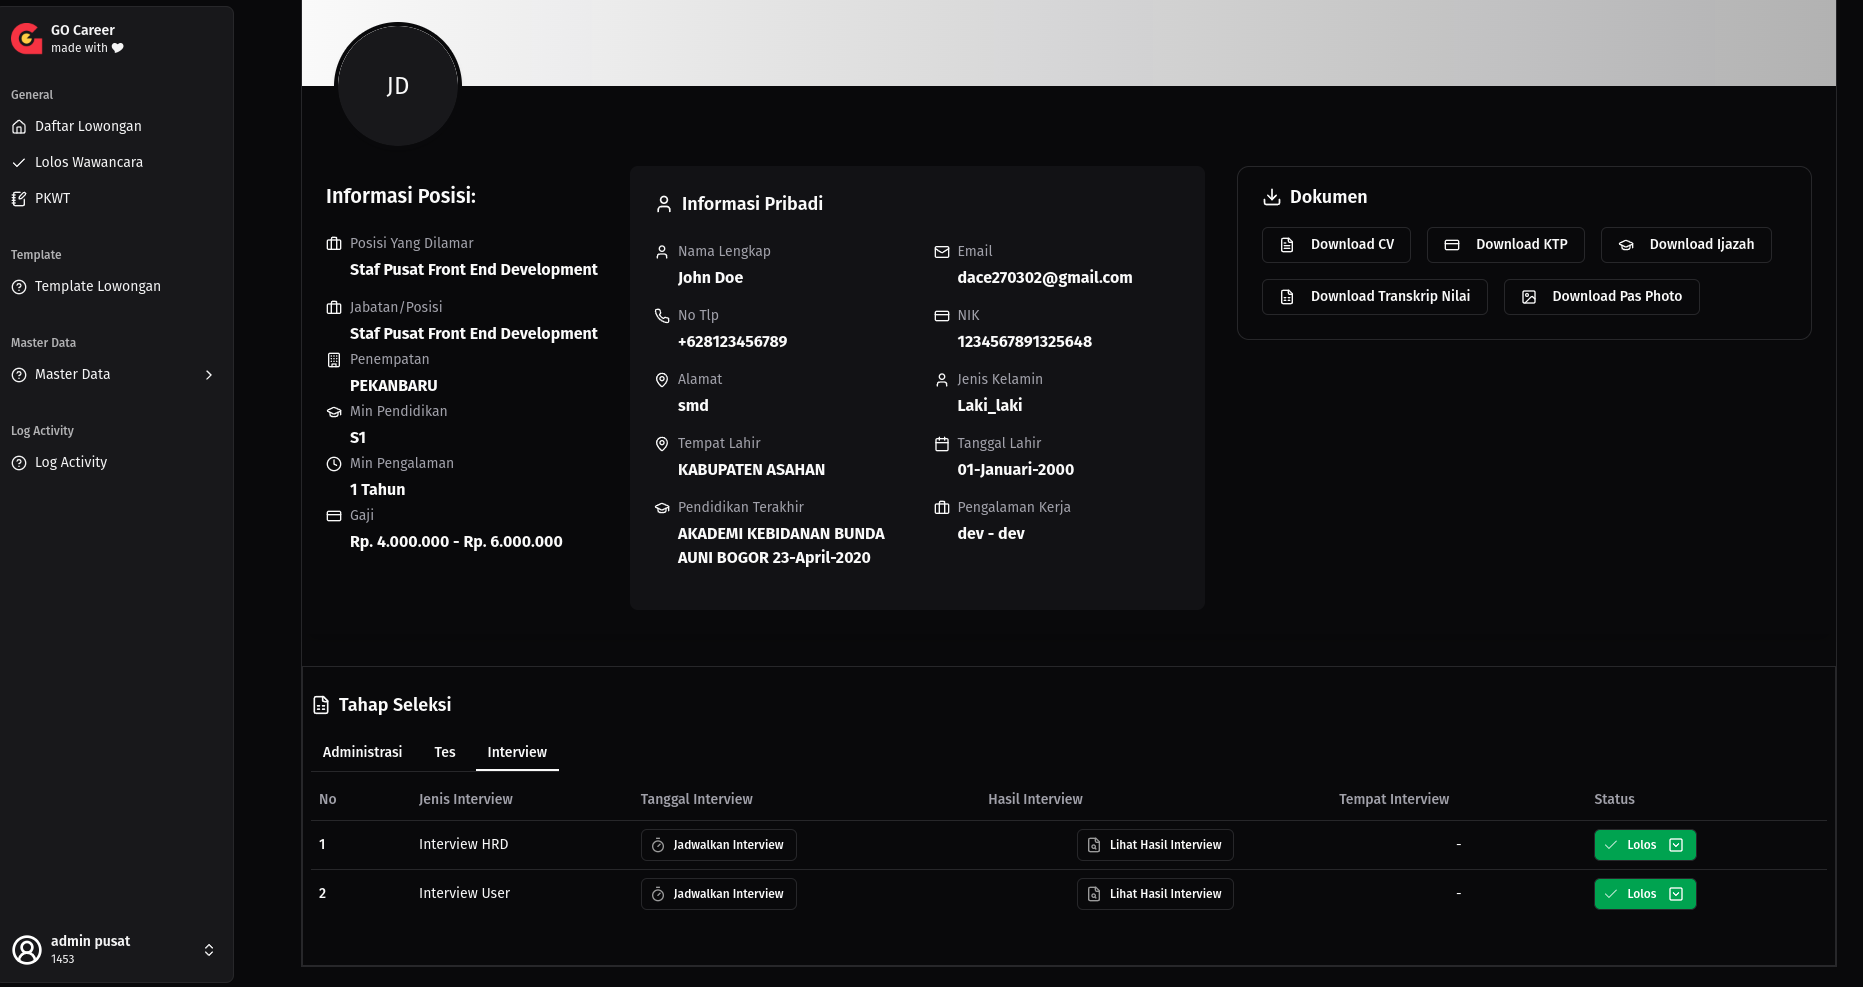 GO Career
made with
General
Daftar Lowongan
Lolos Wawancara
PKWT
Template
Template Lowongan
Master Data
Master Data
Log Activity
Log Activity
admin pusat
1453
JD
Informasi Posisi:
Posisi Yang Dilamar
Staf Pusat Front End Development
Jabatan/Posisi
Staf Pusat Front End Development
Penempatan
PEKANBARU
Min Pendidikan
S1
Min Pengalaman
1 Tahun
Gaji
Rp. 4.000.000 - Rp. 6.000.000
Informasi Pribadi
Nama Lengkap
John Doe
Email
dace270302@gmail.com
No Tlp
+628123456789
NIK
1234567891325648
Alamat
smd
Jenis Kelamin
Laki_laki
Tempat Lahir
KABUPATEN ASAHAN
Tanggal Lahir
01-Januari-2000
Pendidikan Terakhir
AKADEMI KEBIDANAN BUNDA
AUNI BOGOR 23-April-2020
Pengalaman Kerja
dev - dev
Dokumen
Download CV
Download KTP
Download Ijazah
Download Transkrip Nilai
Download Pas Photo
Tahap Seleksi
Administrasi Tes Interview
No Jenis Interview Tanggal Interview Hasil Interview Tempat Interview Status
1 Interview HRD Jadwalkan Interview Lihat Hasil Interview - Lolos
2 Interview User Jadwalkan Interview Lihat Hasil Interview - Lolos